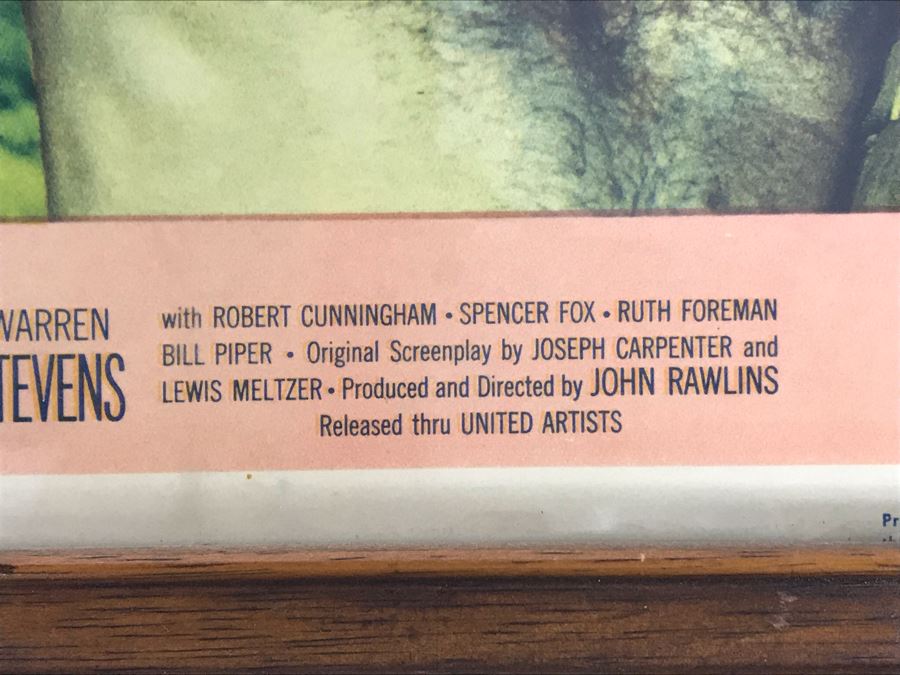 WARREN
STEVENS
with ROBERT CUNNINGHAM • SPENCER FOX • RUTH FOREMAN
BILL PIPER • Original Screenplay by JOSEPH CARPENTER and
LEWIS MELTZER • Produced and Directed by JOHN RAWLINS
Released thru UNITED ARTISTS